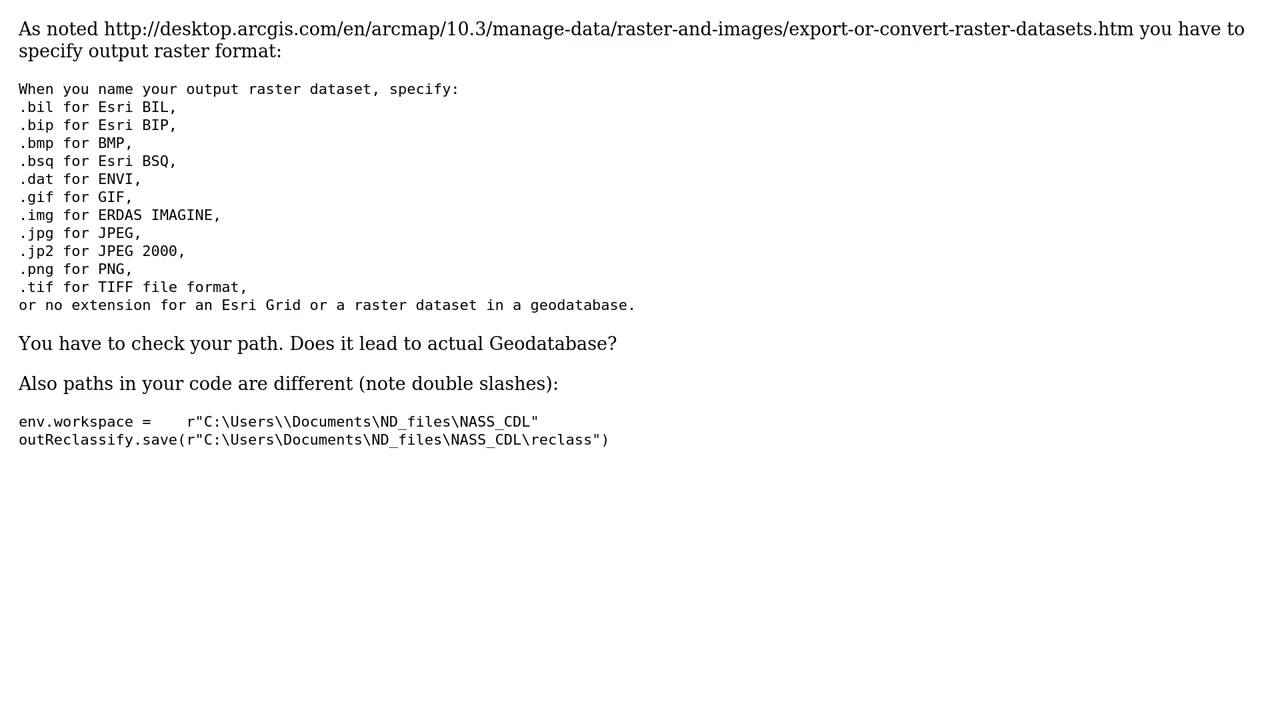 As noted http://desktop.arcgis.com/en/arcmap/10.3/manage-data/raster-and-images/export-or-convert-raster-datasets.htm you have to
specify output raster format:
When you name your output raster dataset, specify:
.bil for Esri BIL,
.bip for Esri BIP,
.bmp for BMP,
.bsq for Esri BSQ,
.dat for ENVI,
.gif for GIF,
.img for ERDAS IMAGINE,
.jpg for JPEG,
.jp2 for JPEG 2000,
.png for PNG,
.tif for TIFF file format,
or no extension for an Esri Grid or a raster dataset in a geodatabase.
You have to check your path. Does it lead to actual Geodatabase?
Also paths in your code are different (note double slashes):
env.workspace =    r"C:\Users\\Documents\ND_files\NASS_CDL"
outReclassify.save(r"C:\Users\Documents\ND_files\NASS_CDL\reclass")